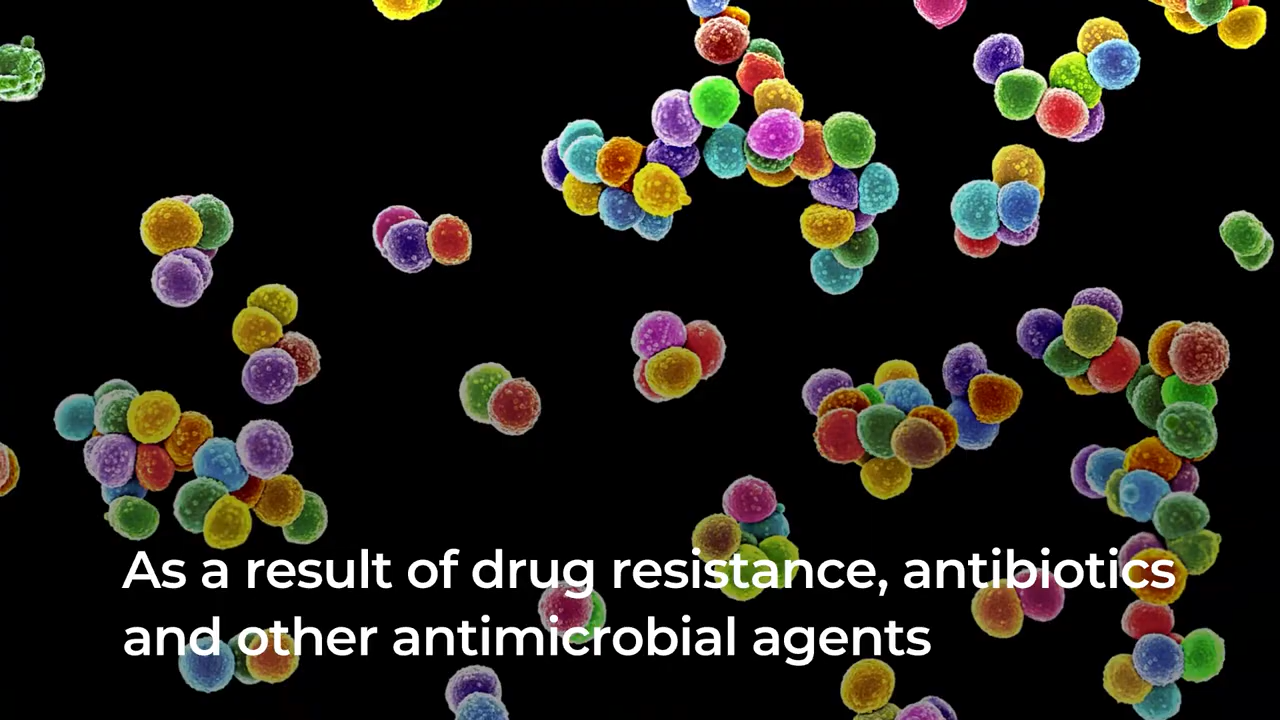 As a result of drug resistance, antibiotics
and other antimicrobial agents